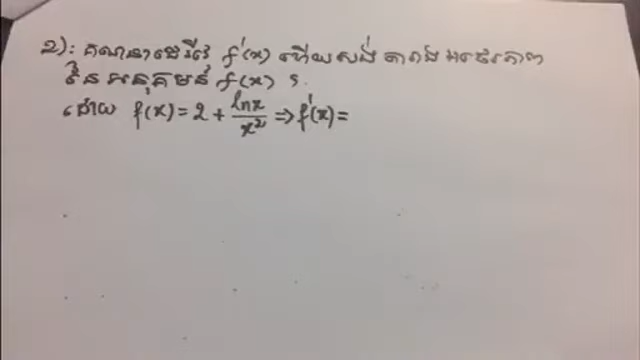 2): គណនាដេរីវេ f'(x) ហើយសង់ តារាង អថេរភាព
នៃ អនុគមន៍ f(x) ។
ដោយ f(x) = 2 + lnx/x² ⇒ f'(x) =